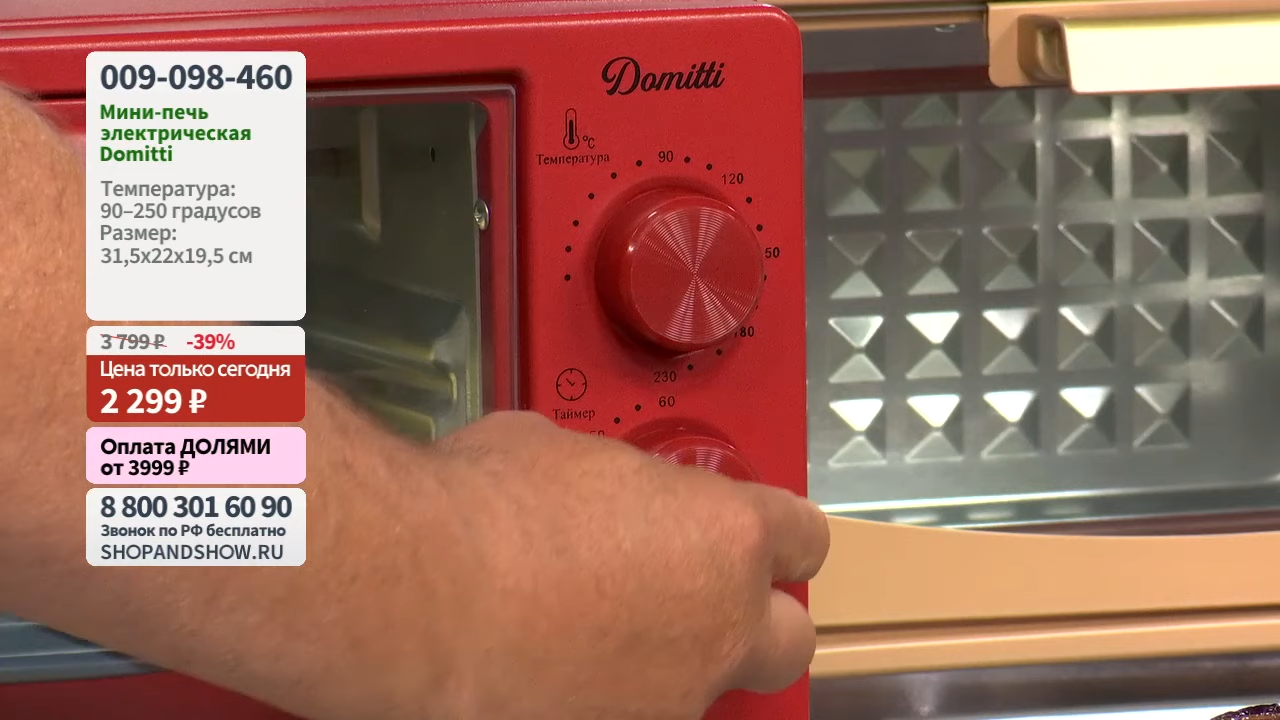 009-098-460
Мини-печь
электрическая
Domitti
Температура:
90–250 градусов
Размер:
31,5x22x19,5 см
3 799 ₽ -39%
Цена только сегодня
2 299 ₽
Оплата ДОЛЯМИ
от 3999 ₽
8 800 301 60 90
Звонок по РФ бесплатно
SHOPANDSHOW.RU
Domitti
°C
Температура
90
120
50
80
230
Таймер
60